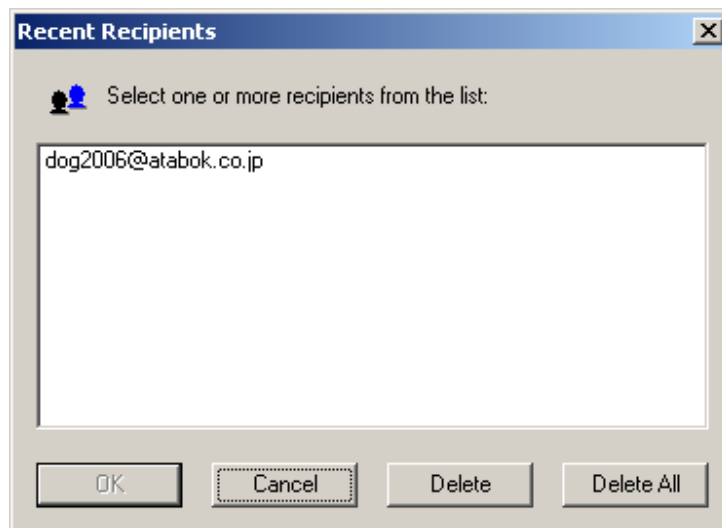 Recent Recipients
Select one or more recipients from the list:
dog2006@atabok.co.jp
OK Cancel Delete Delete All